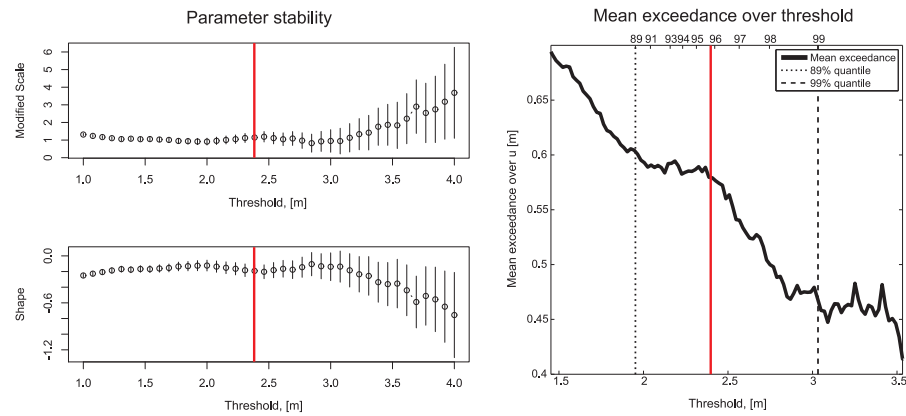 Parameter stability
Modified Scale
6
5
4
3
2
1
0
1.0 1.5 2.0 2.5 3.0 3.5 4.0
Threshold, [m]
Shape
0.0
-0.6
-1.2
1.0 1.5 2.0 2.5 3.0 3.5 4.0
Threshold, [m]
Mean exceedance over threshold
89 91 93 94 95 96 97 98 99
Mean exceedance
89% quantile
99% quantile
Mean exceedance over u [m]
0.65
0.6
0.55
0.5
0.45
0.4
1.5 2 2.5 3 3.5
Threshold, [m]